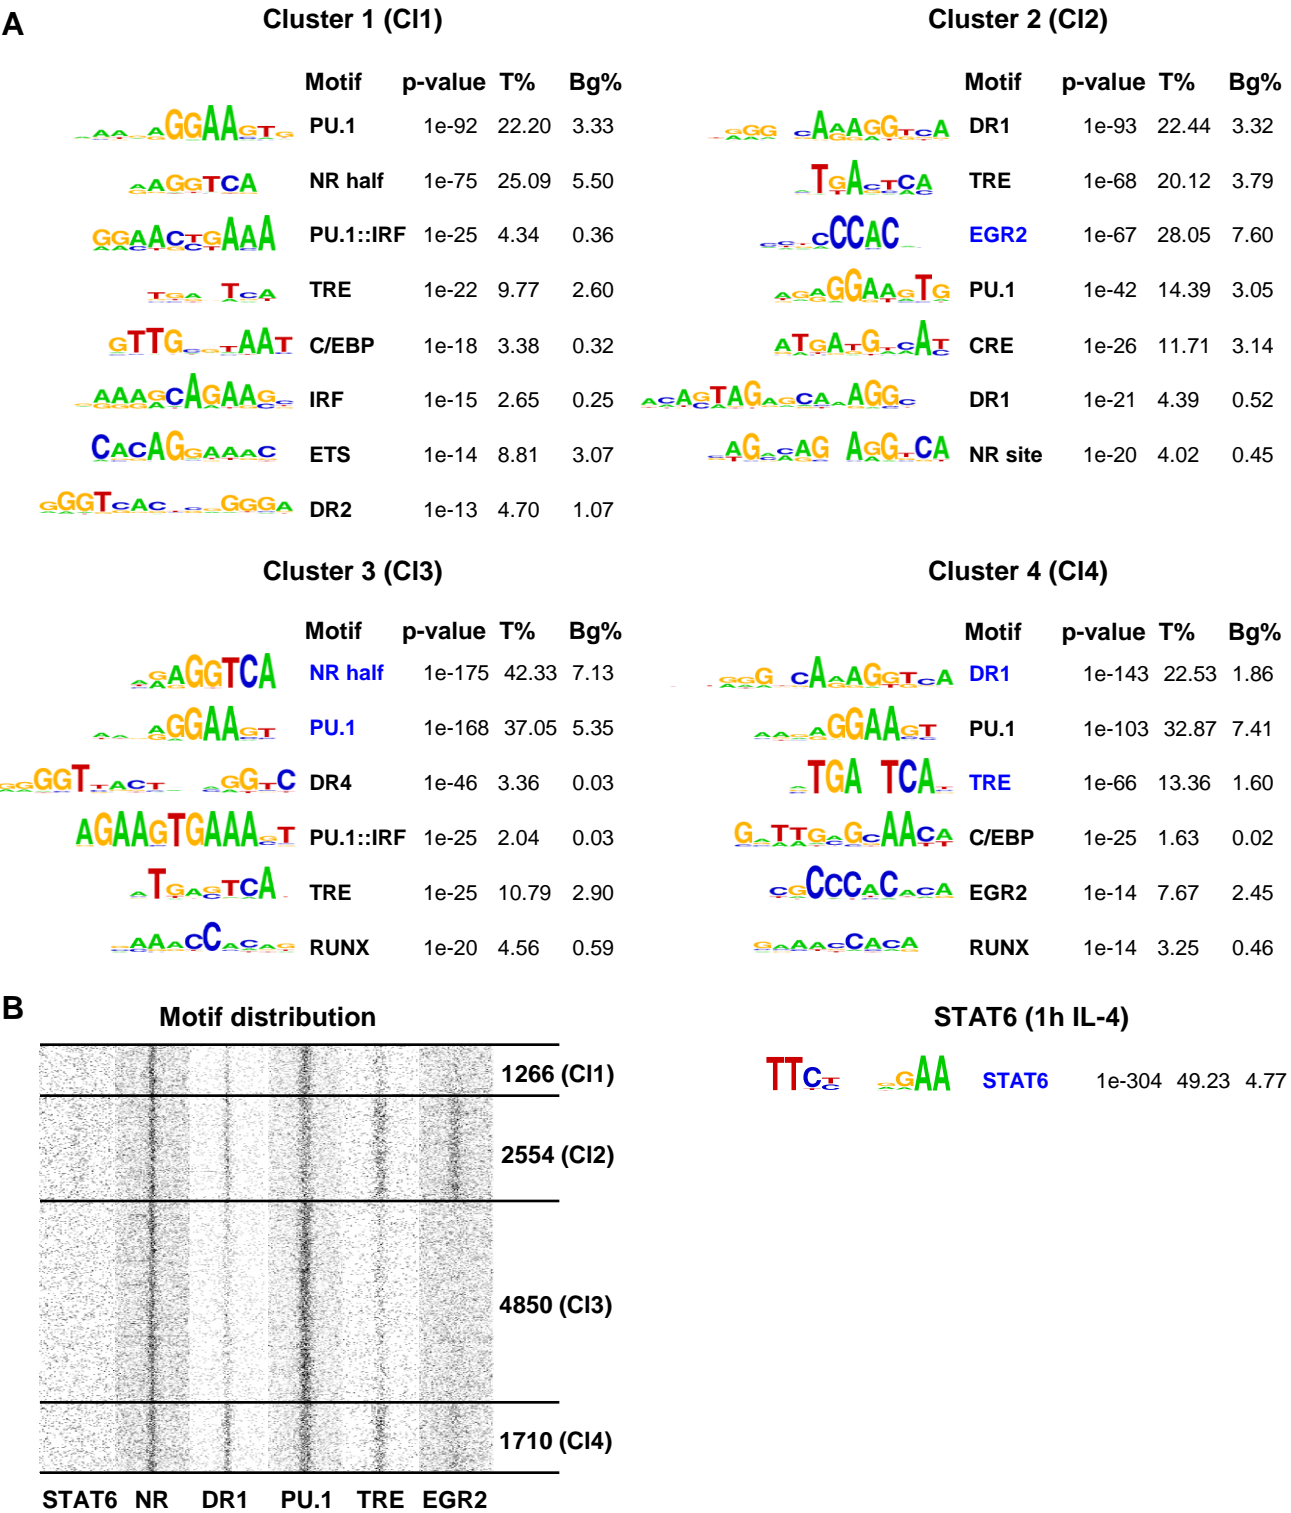 A
Cluster 1 (Cl1)
Motif p-value T% Bg%
PU.1 1e-92 22.20 3.33
NR half 1e-75 25.09 5.50
PU.1::IRF 1e-25 4.34 0.36
TRE 1e-22 9.77 2.60
C/EBP 1e-18 3.38 0.32
IRF 1e-15 2.65 0.25
ETS 1e-14 8.81 3.07
DR2 1e-13 4.70 1.07
Cluster 2 (Cl2)
Motif p-value T% Bg%
DR1 1e-93 22.44 3.32
TRE 1e-68 20.12 3.79
EGR2 1e-67 28.05 7.60
PU.1 1e-42 14.39 3.05
CRE 1e-26 11.71 3.14
DR1 1e-21 4.39 0.52
NR site 1e-20 4.02 0.45
Cluster 3 (Cl3)
Motif p-value T% Bg%
NR half 1e-175 42.33 7.13
PU.1 1e-168 37.05 5.35
DR4 1e-46 3.36 0.03
PU.1::IRF 1e-25 2.04 0.03
TRE 1e-25 10.79 2.90
RUNX 1e-20 4.56 0.59
Cluster 4 (Cl4)
Motif p-value T% Bg%
DR1 1e-143 22.53 1.86
PU.1 1e-103 32.87 7.41
TRE 1e-66 13.36 1.60
C/EBP 1e-25 1.63 0.02
EGR2 1e-14 7.67 2.45
RUNX 1e-14 3.25 0.46
B
Motif distribution
1266 (Cl1)
2554 (Cl2)
4850 (Cl3)
1710 (Cl4)
STAT6 NR DR1 PU.1 TRE EGR2
STAT6 (1h IL-4)
STAT6 1e-304 49.23 4.77